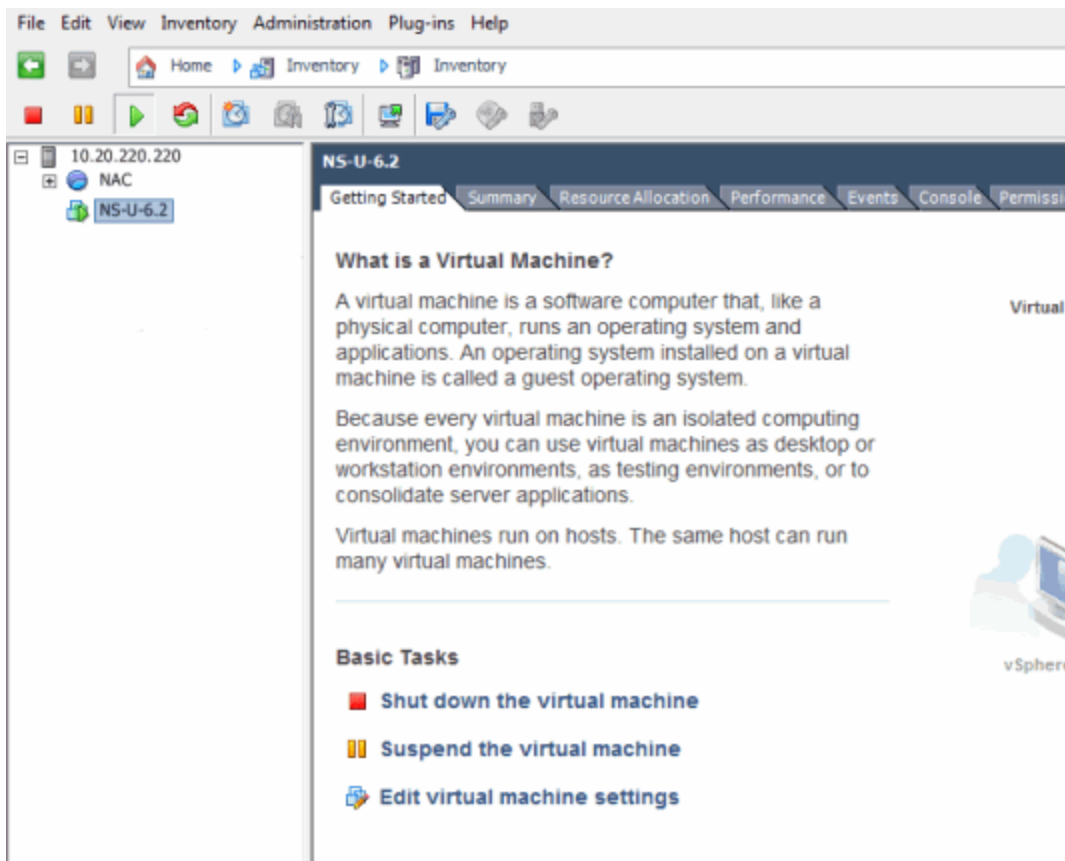 File Edit View Inventory Administration Plug-ins Help
Home Inventory Inventory
10.20.220.220
NAC
NS-U-6.2
NS-U-6.2
Getting Started Summary Resource Allocation Performance Events Console Permissi
What is a Virtual Machine?
A virtual machine is a software computer that, like a
physical computer, runs an operating system and
applications. An operating system installed on a virtual
machine is called a guest operating system.
Virtual
Because every virtual machine is an isolated computing
environment, you can use virtual machines as desktop or
workstation environments, as testing environments, or to
consolidate server applications.
Virtual machines run on hosts. The same host can run
many virtual machines.
vSphere
Basic Tasks
Shut down the virtual machine
Suspend the virtual machine
Edit virtual machine settings